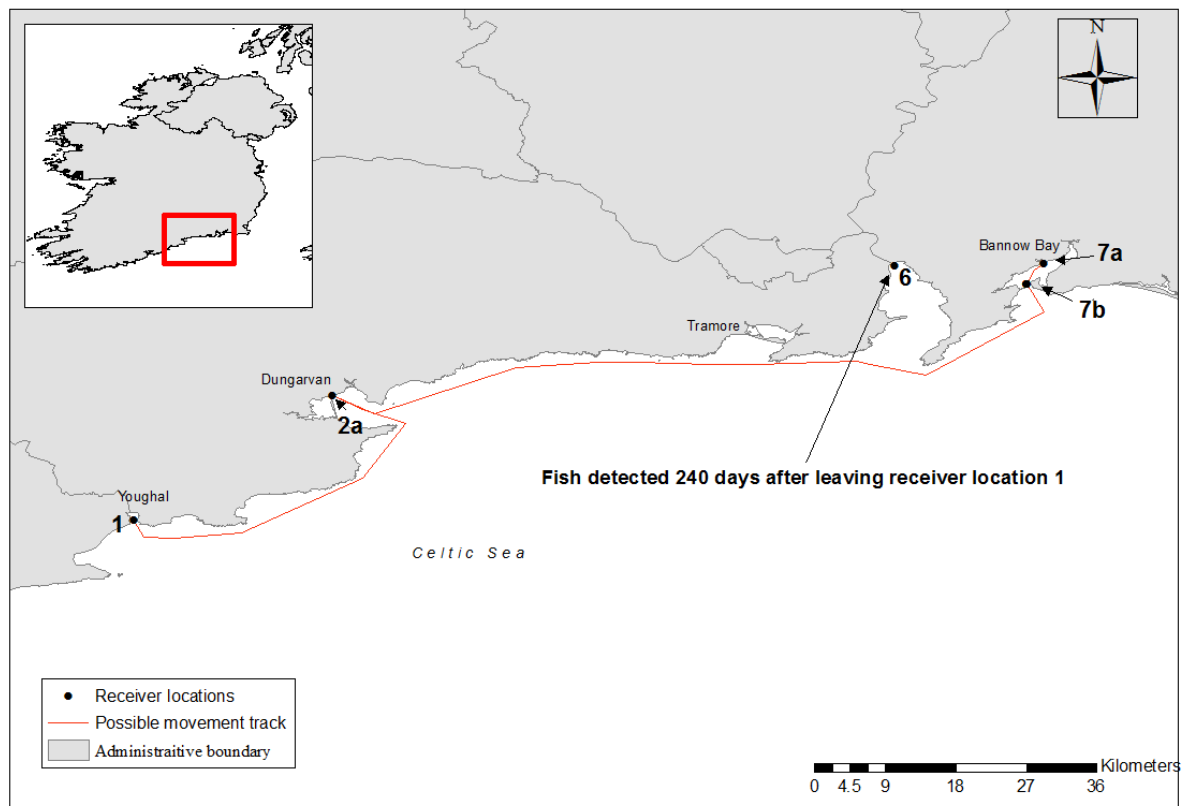 N
Bannow Bay
7a
6
7b
Tramore
Dungarvan
2a
Fish detected 240 days after leaving receiver location 1
Youghal
1
Celtic Sea
Receiver locations
Possible movement track
Administraitive boundary
Kilometers
0 4.5 9 18 27 36